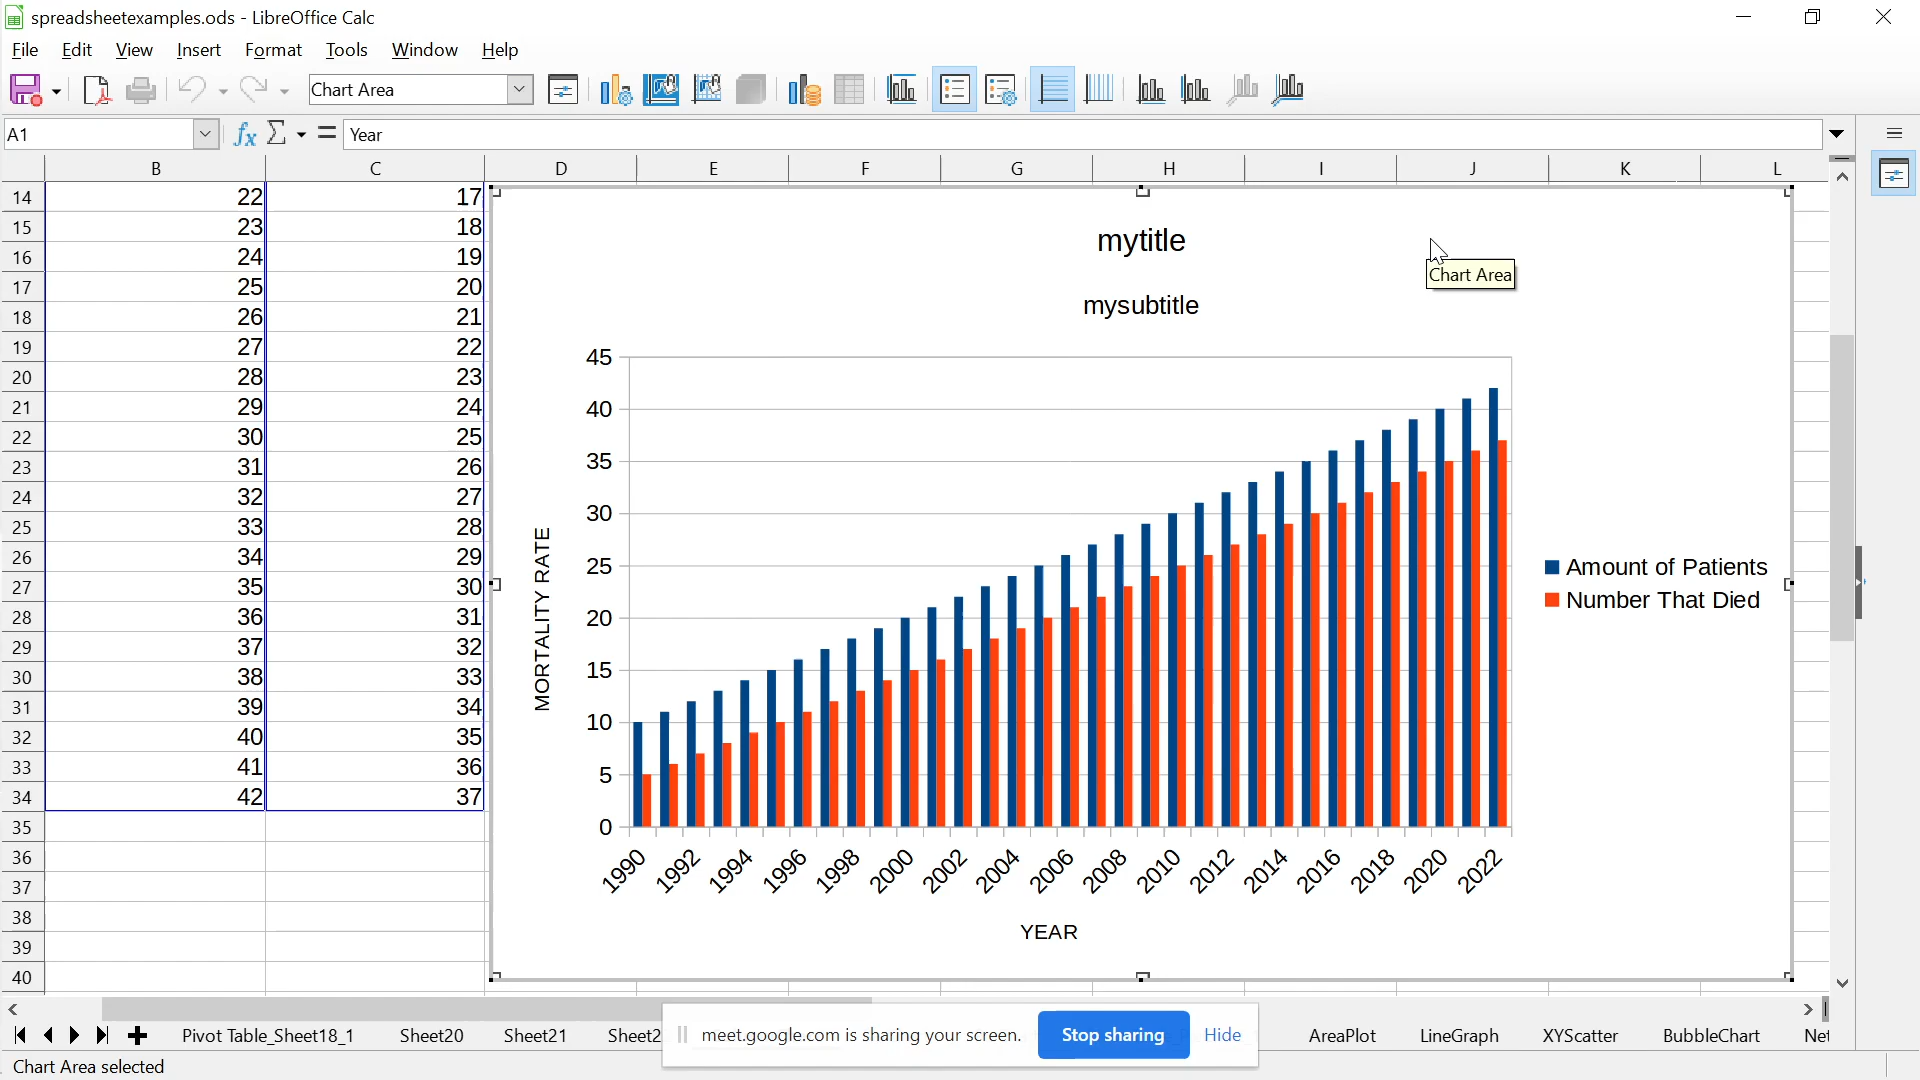 spreadsheetexamples.ods - LibreOffice Calc
File Edit View Insert Format Tools Window Help
Chart Area
A1 fx Σ = Year
B C D E F G H I J K L
14 22 17
15 23 18
16 24 19
17 25 20
18 26 21
19 27 22
20 28 23
21 29 24
22 30 25
23 31 26
24 32 27
25 33 28
26 34 29
27 35 30
28 36 31
29 37 32
30 38 33
31 39 34
32 40 35
33 41 36
34 42 37
35
36
37
38
39
40
mytitle
Chart Area
mysubtitle
45
40
35
30
25
20
15
10
5
0
MORTALITY RATE
Amount of Patients
Number That Died
1990 1992 1994 1996 1998 2000 2002 2004 2006 2008 2010 2012 2014 2016 2018 2020 2022
YEAR
Pivot Table_Sheet18_1 Sheet20 Sheet21 Sheet2 AreaPlot LineGraph XYScatter BubbleChart Net
meet.google.com is sharing your screen. Stop sharing Hide
Chart Area selected